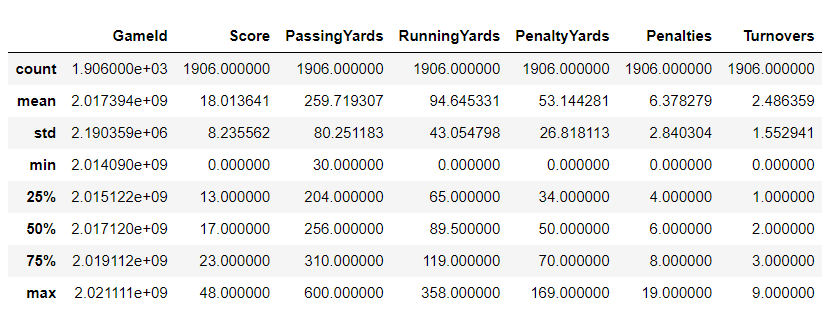 GameId Score PassingYards RunningYards PenaltyYards Penalties Turnovers
count 1.906000e+03 1906.000000 1906.000000 1906.000000 1906.000000 1906.000000 1906.000000
mean 2.017394e+09 18.013641 259.719307 94.645331 53.144281 6.378279 2.486359
std 2.190359e+06 8.235562 80.251183 43.054798 26.818113 2.840304 1.552941
min 2.014090e+09 0.000000 30.000000 0.000000 0.000000 0.000000 0.000000
25% 2.015122e+09 13.000000 204.000000 65.000000 34.000000 4.000000 1.000000
50% 2.017120e+09 17.000000 256.000000 89.500000 50.000000 6.000000 2.000000
75% 2.019112e+09 23.000000 310.000000 119.000000 70.000000 8.000000 3.000000
max 2.021111e+09 48.000000 600.000000 358.000000 169.000000 19.000000 9.000000